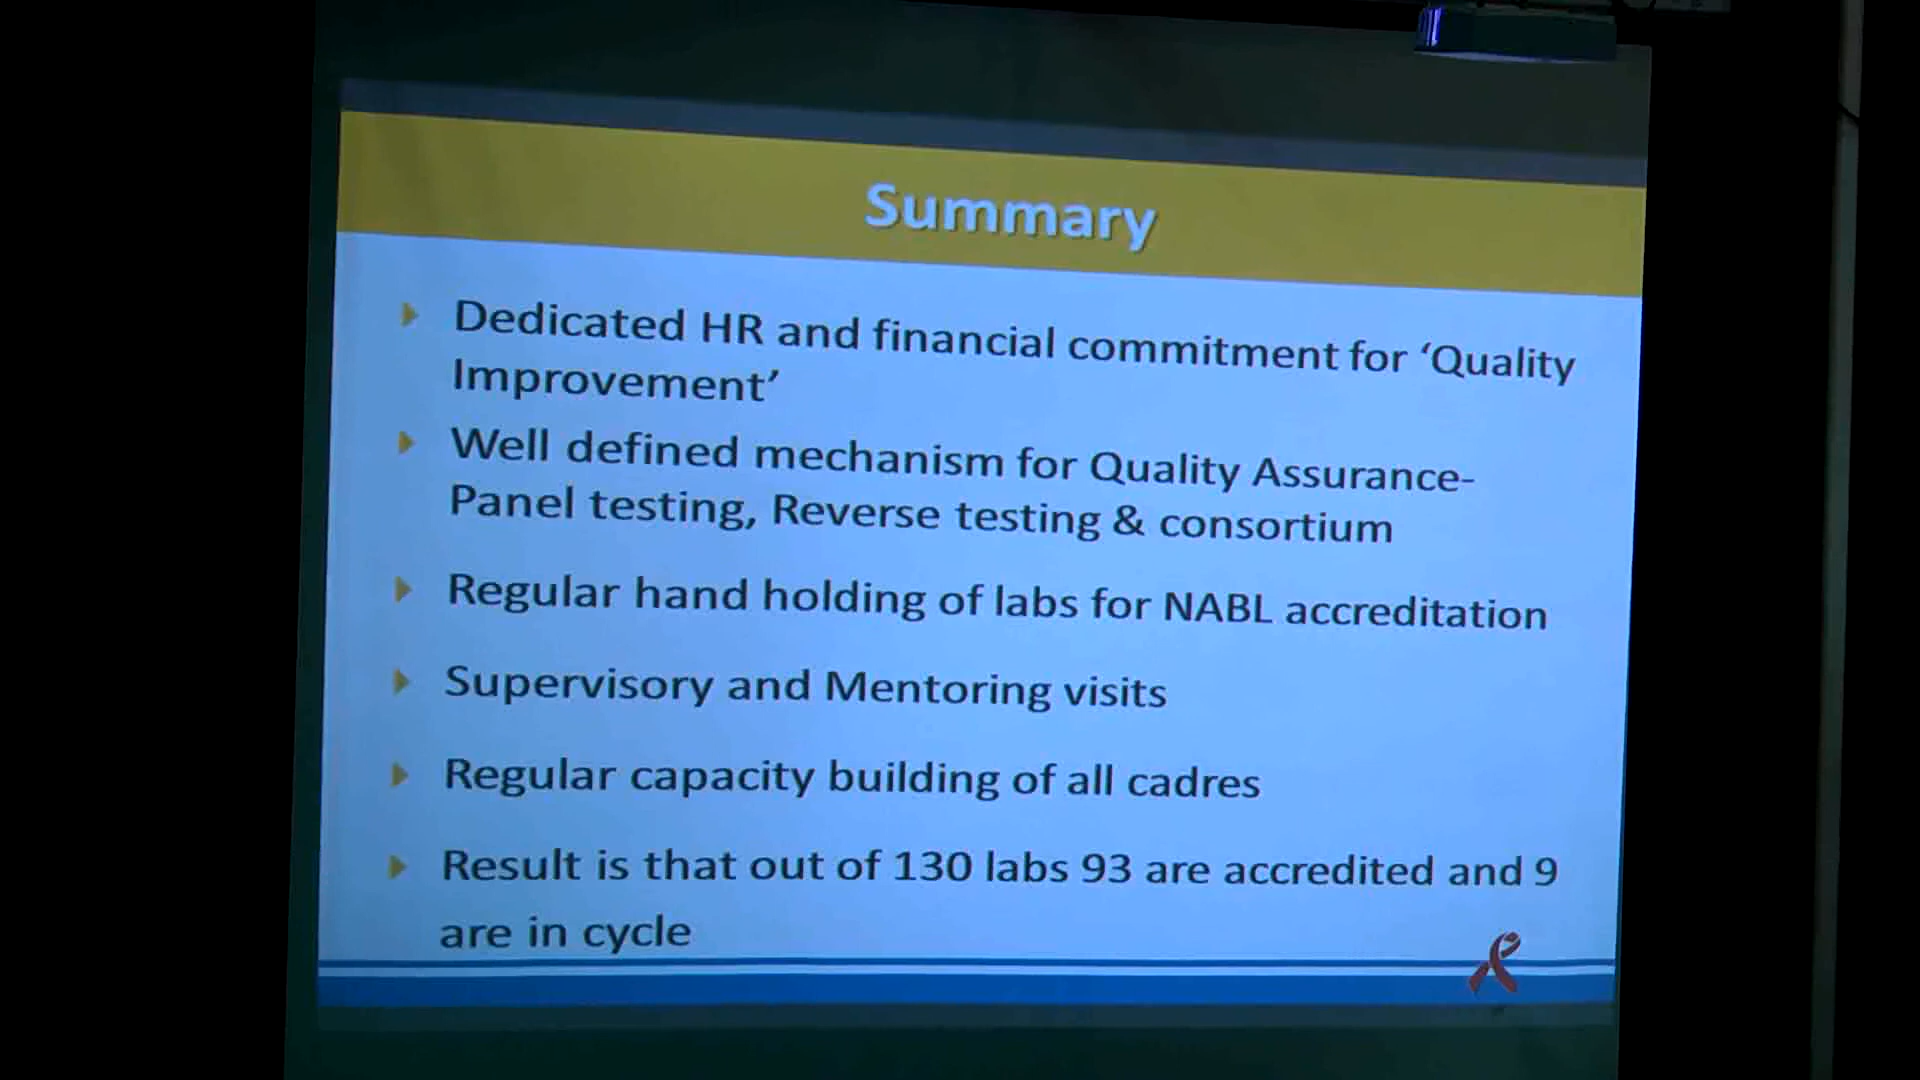 Summary
Dedicated HR and financial commitment for ‘Quality
Improvement’
Well defined mechanism for Quality Assurance-
Panel testing, Reverse testing & consortium
Regular hand holding of labs for NABL accreditation
Supervisory and Mentoring visits
Regular capacity building of all cadres
Result is that out of 130 labs 93 are accredited and 9
are in cycle